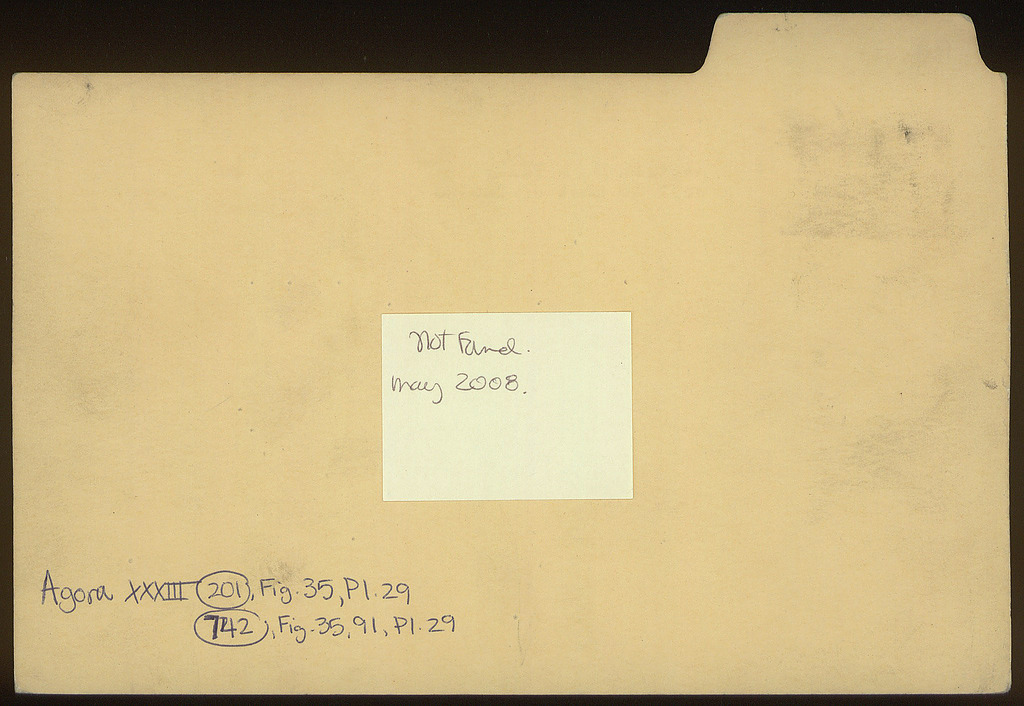 Not Found.
May 2008.
Agora XXXIII 201, Fig. 35, Pl. 29
742, Fig. 35, 91, Pl. 29